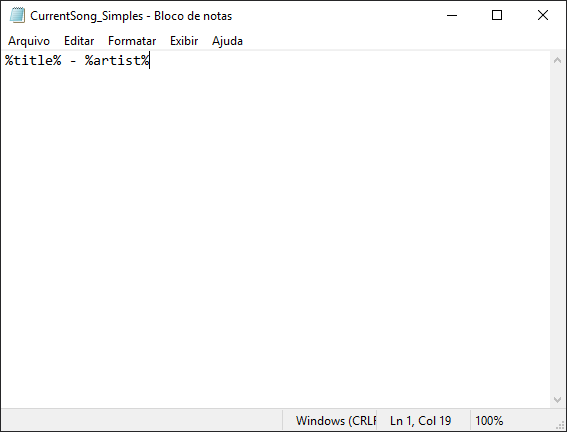 CurrentSong_Simples - Bloco de notas
Arquivo Editar Formatar Exibir Ajuda
%title% - %artist%
Windows (CRLF Ln 1, Col 19 100%